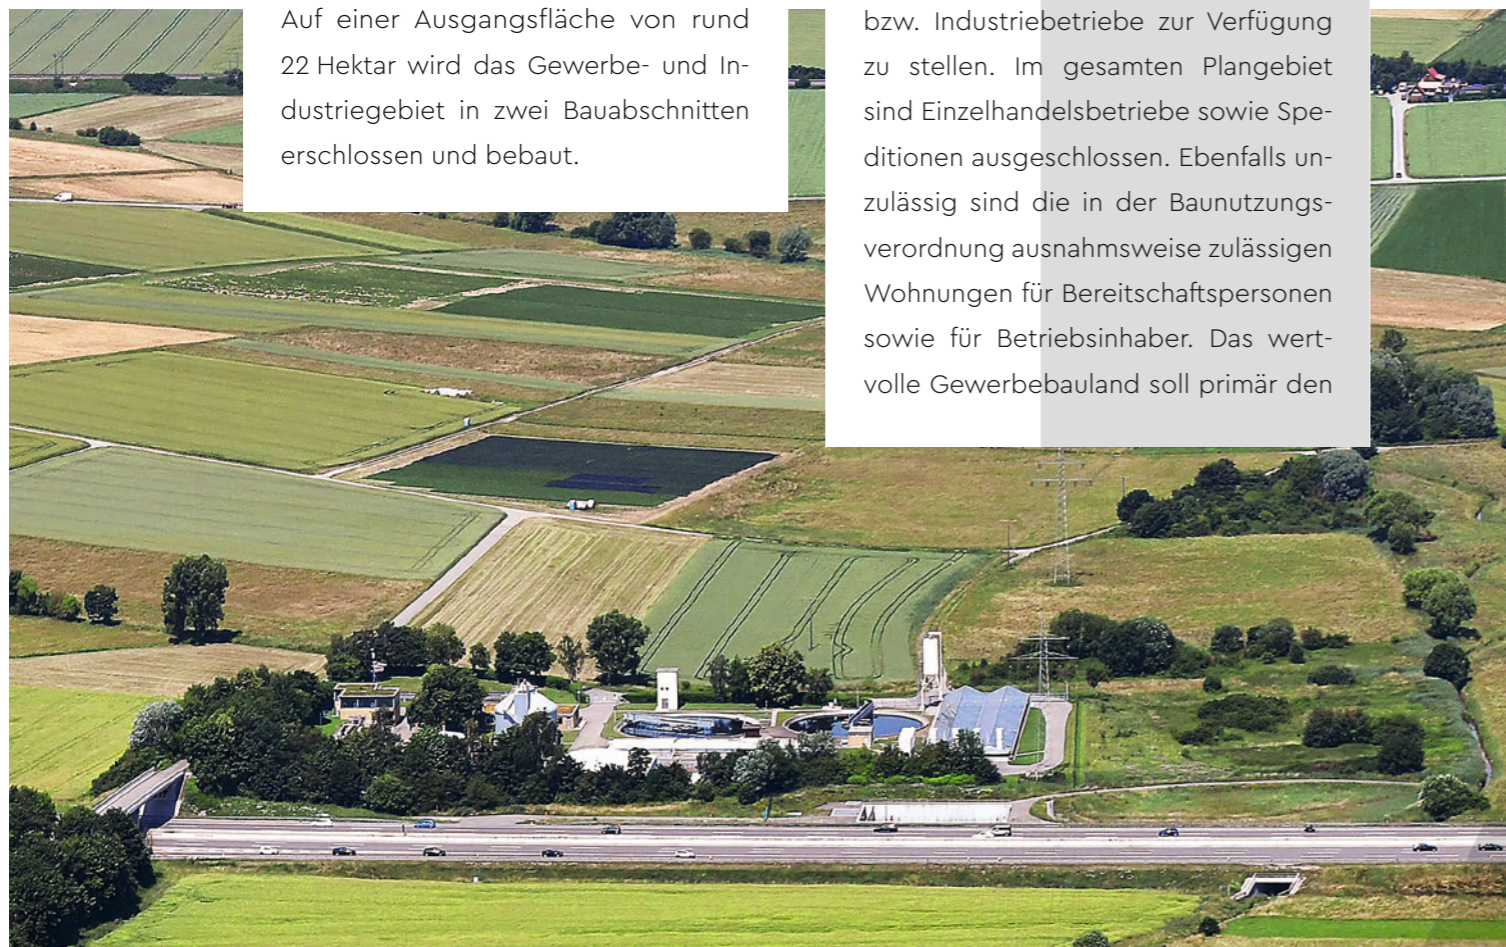 Auf einer Ausgangsfläche von rund
22 Hektar wird das Gewerbe- und In-
dustriegebiet in zwei Bauabschnitten
erschlossen und bebaut.
bzw. Industriebetriebe zur Verfügung
zu stellen. Im gesamten Plangebiet
sind Einzelhandelsbetriebe sowie Spe-
ditionen ausgeschlossen. Ebenfalls un-
zulässig sind die in der Baunutzungs-
verordnung ausnahmsweise zulässigen
Wohnungen für Bereitschaftspersonen
sowie für Betriebsinhaber. Das wert-
volle Gewerbebauland soll primär den